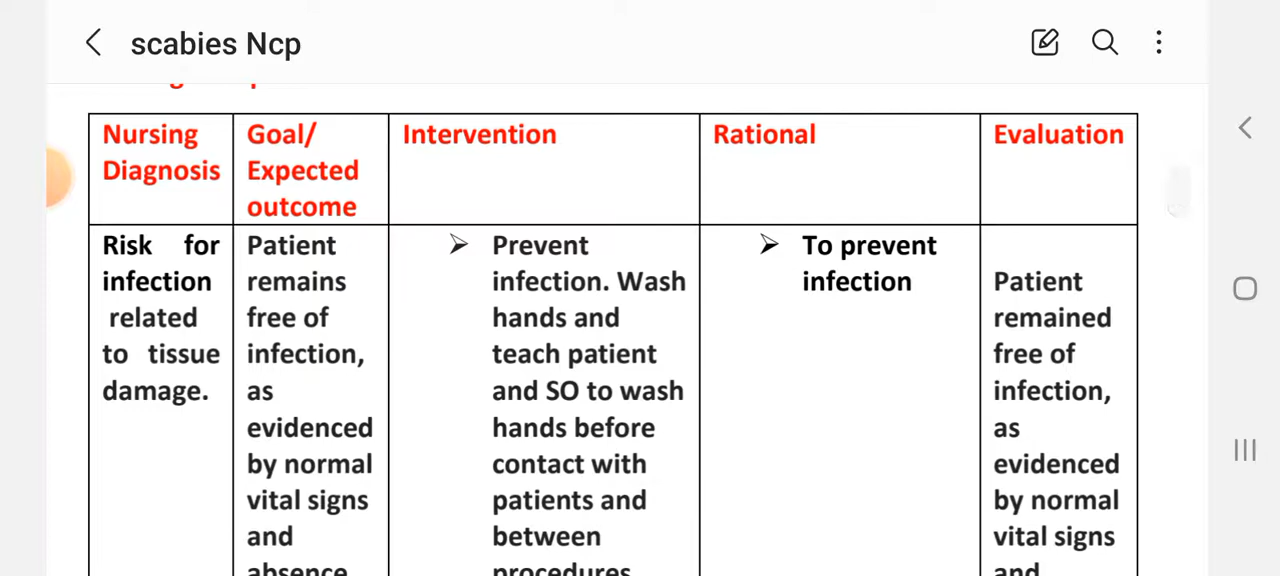 scabies Ncp
Nursing
Diagnosis
Goal/
Expected
outcome
Intervention
Rational
Evaluation
Risk for
infection
related
to tissue
damage.
Patient
remains
free of
infection,
as
evidenced
by normal
vital signs
and
absence
➢ Prevent
infection. Wash
hands and
teach patient
and SO to wash
hands before
contact with
patients and
between
procedures
➢ To prevent
infection
Patient
remained
free of
infection,
as
evidenced
by normal
vital signs
and